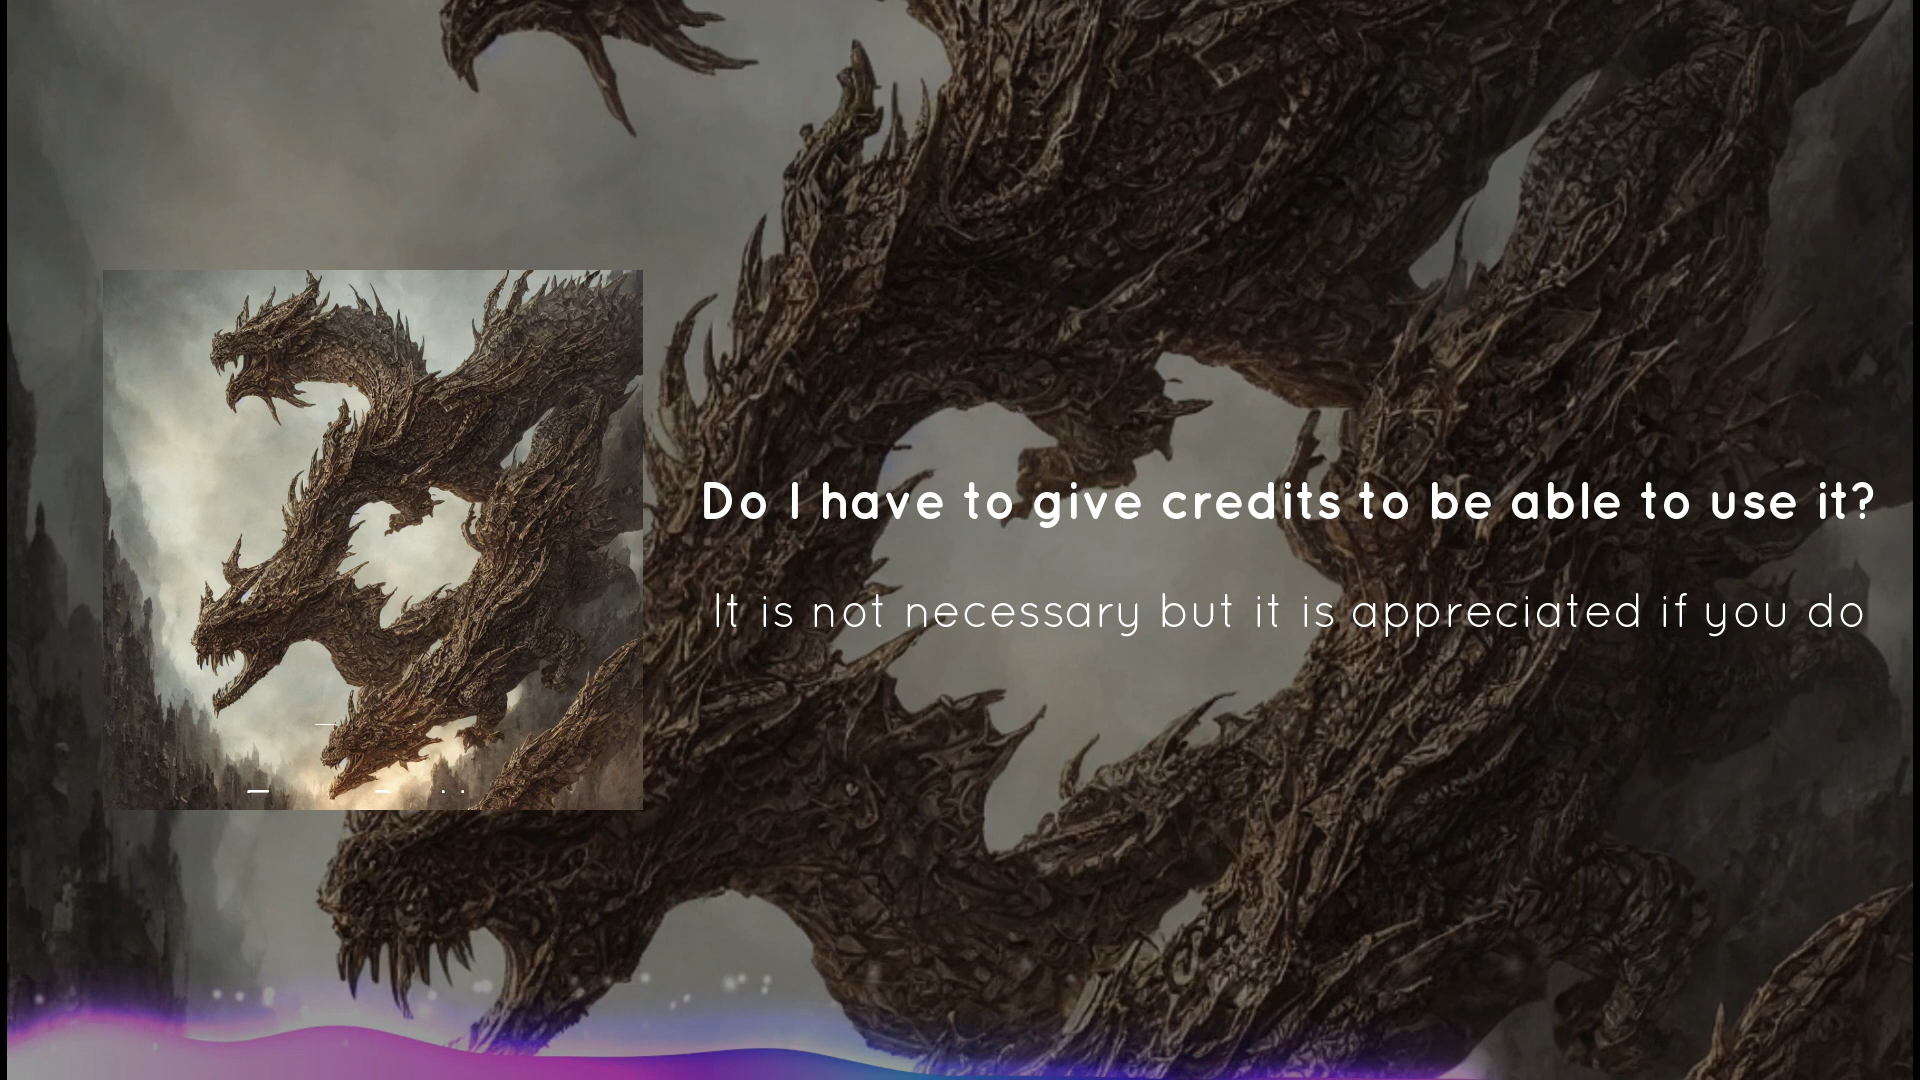 Do I have to give credits to be able to use it?
It is not necessary but it is appreciated if you do